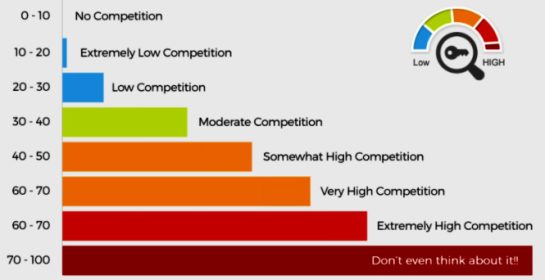 0 - 10 No Competition
10 - 20 Extremely Low Competition
20 - 30 Low Competition
30 - 40 Moderate Competition
40 - 50 Somewhat High Competition
60 - 70 Very High Competition
60 - 70 Extremely High Competition
70 - 100 Don't even think about it!!
Low HIGH